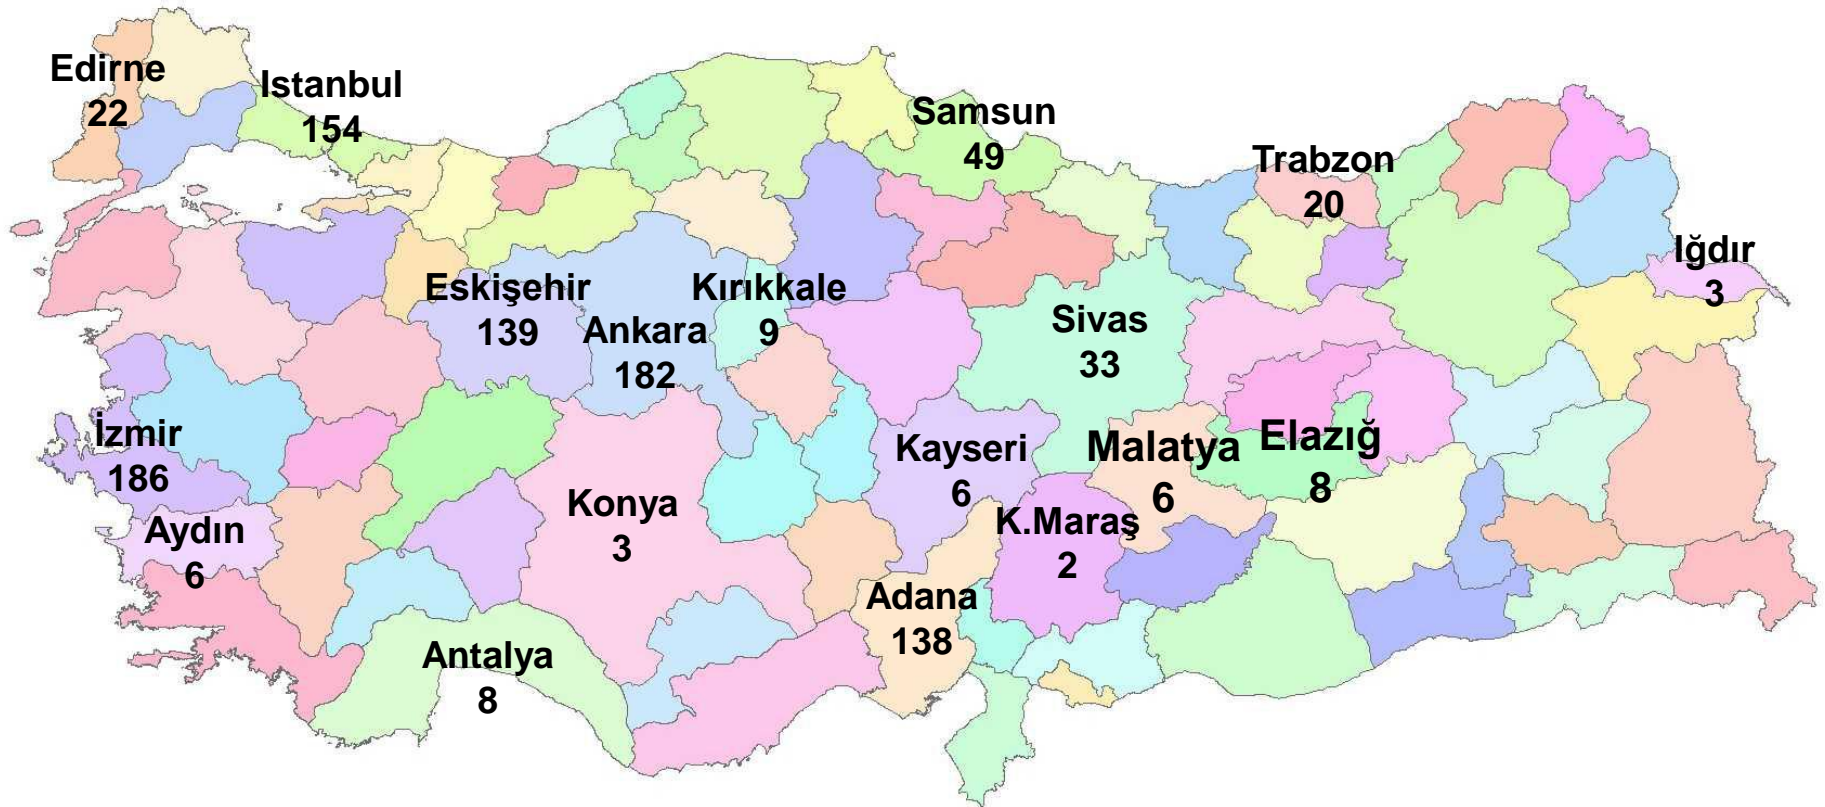 Edirne
22
Istanbul
154
Samsun
49
Trabzon
20
Iğdır
3
Eskişehir
139
Ankara
182
Kırıkkale
9
Sivas
33
İzmir
186
Aydın
6
Konya
3
Kayseri
6
Malatya
6
Elazığ
8
K.Maraş
2
Adana
138
Antalya
8